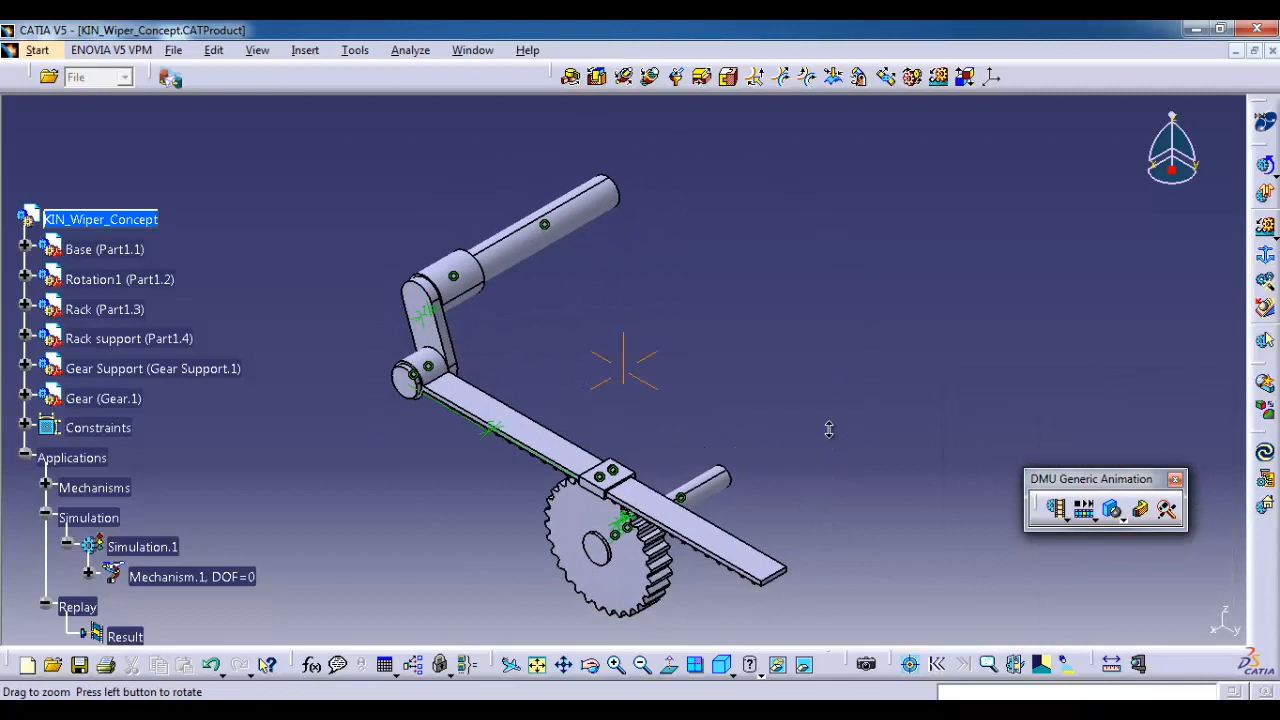 CATIA V5 - [KIN_Wiper_Concept.CATProduct]
Start ENOVIA V5 VPM File Edit View Insert Tools Analyze Window Help
File
KIN_Wiper_Concept
Base (Part1.1)
Rotation1 (Part1.2)
Rack (Part1.3)
Rack support (Part1.4)
Gear Support (Gear Support.1)
Gear (Gear.1)
Constraints
Applications
Mechanisms
Simulation
Simulation.1
Mechanism.1, DOF=0
Replay
Result
DMU Generic Animation
z
x y
f(x)
CATIA
Drag to zoom Press left button to rotate